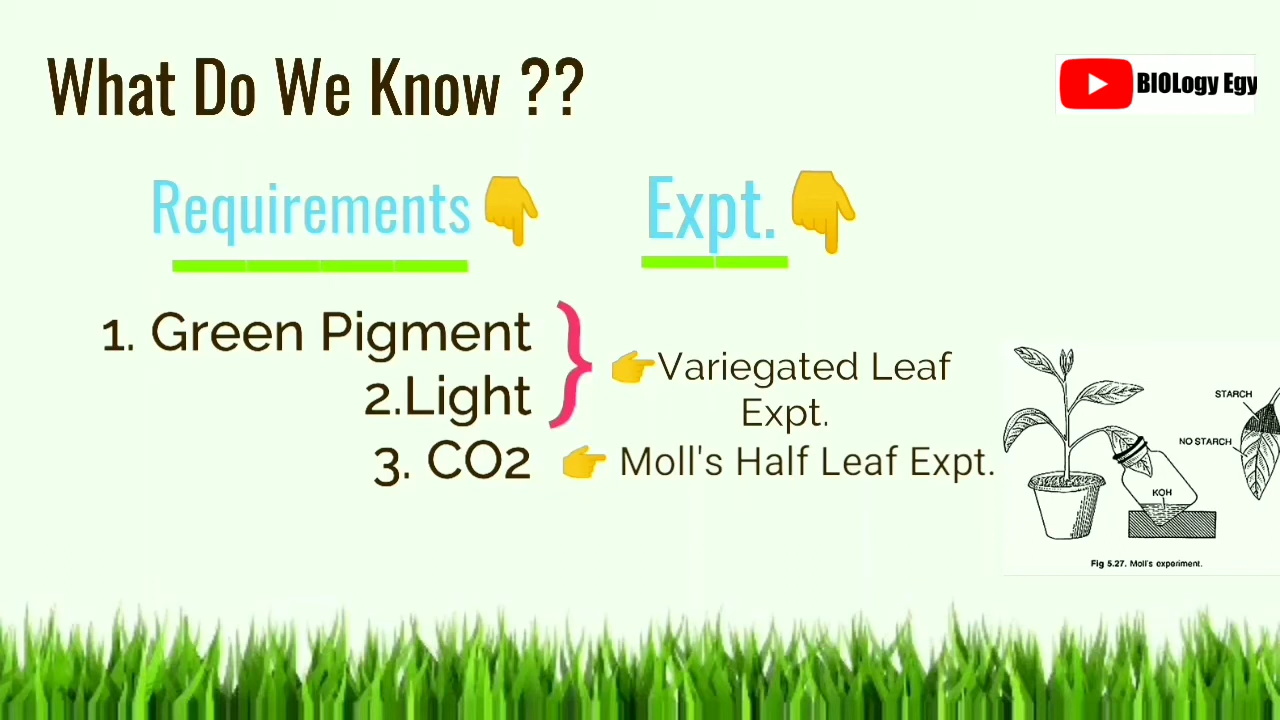 What Do We Know ??
BIOLogy Egy
Requirements
Expt.
1. Green Pigment
2.Light
3. CO2
Variegated Leaf
Expt.
Moll's Half Leaf Expt.
STARCH
NO STARCH
KOH
Fig 5.27. Moll's experiment.